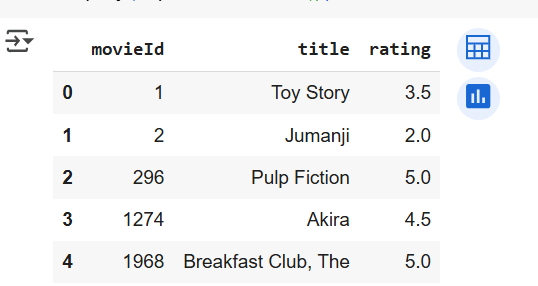 movieId title rating
0 1 Toy Story 3.5
1 2 Jumanji 2.0
2 296 Pulp Fiction 5.0
3 1274 Akira 4.5
4 1968 Breakfast Club, The 5.0